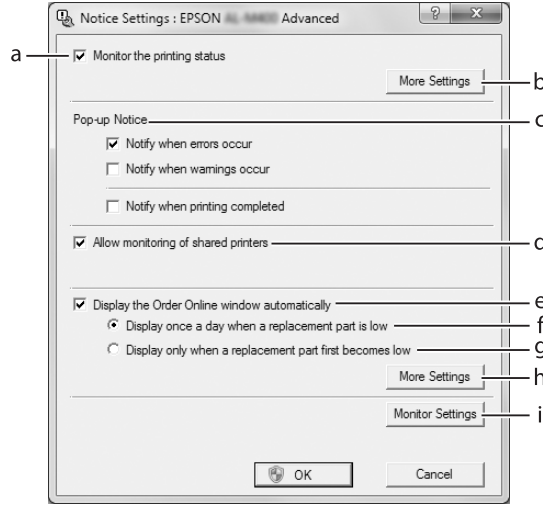 Notice Settings : EPSON Advanced
a
Monitor the printing status
More Settings
b
Pop-up Notice
c
Notify when errors occur
Notify when warnings occur
Notify when printing completed
Allow monitoring of shared printers
d
Display the Order Online window automatically
e
Display once a day when a replacement part is low
f
Display only when a replacement part first becomes low
g
More Settings
h
Monitor Settings
i
OK
Cancel